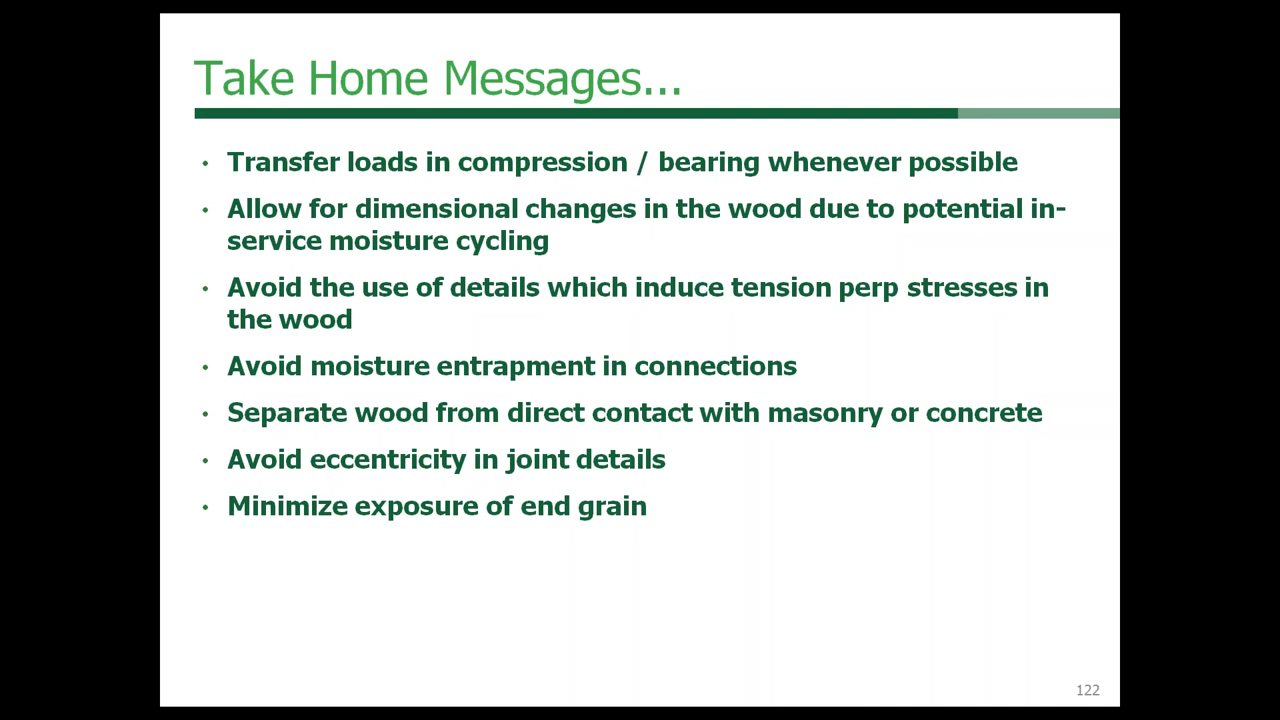 Take Home Messages...
• Transfer loads in compression / bearing whenever possible
• Allow for dimensional changes in the wood due to potential in-
service moisture cycling
• Avoid the use of details which induce tension perp stresses in
the wood
• Avoid moisture entrapment in connections
• Separate wood from direct contact with masonry or concrete
• Avoid eccentricity in joint details
• Minimize exposure of end grain
122